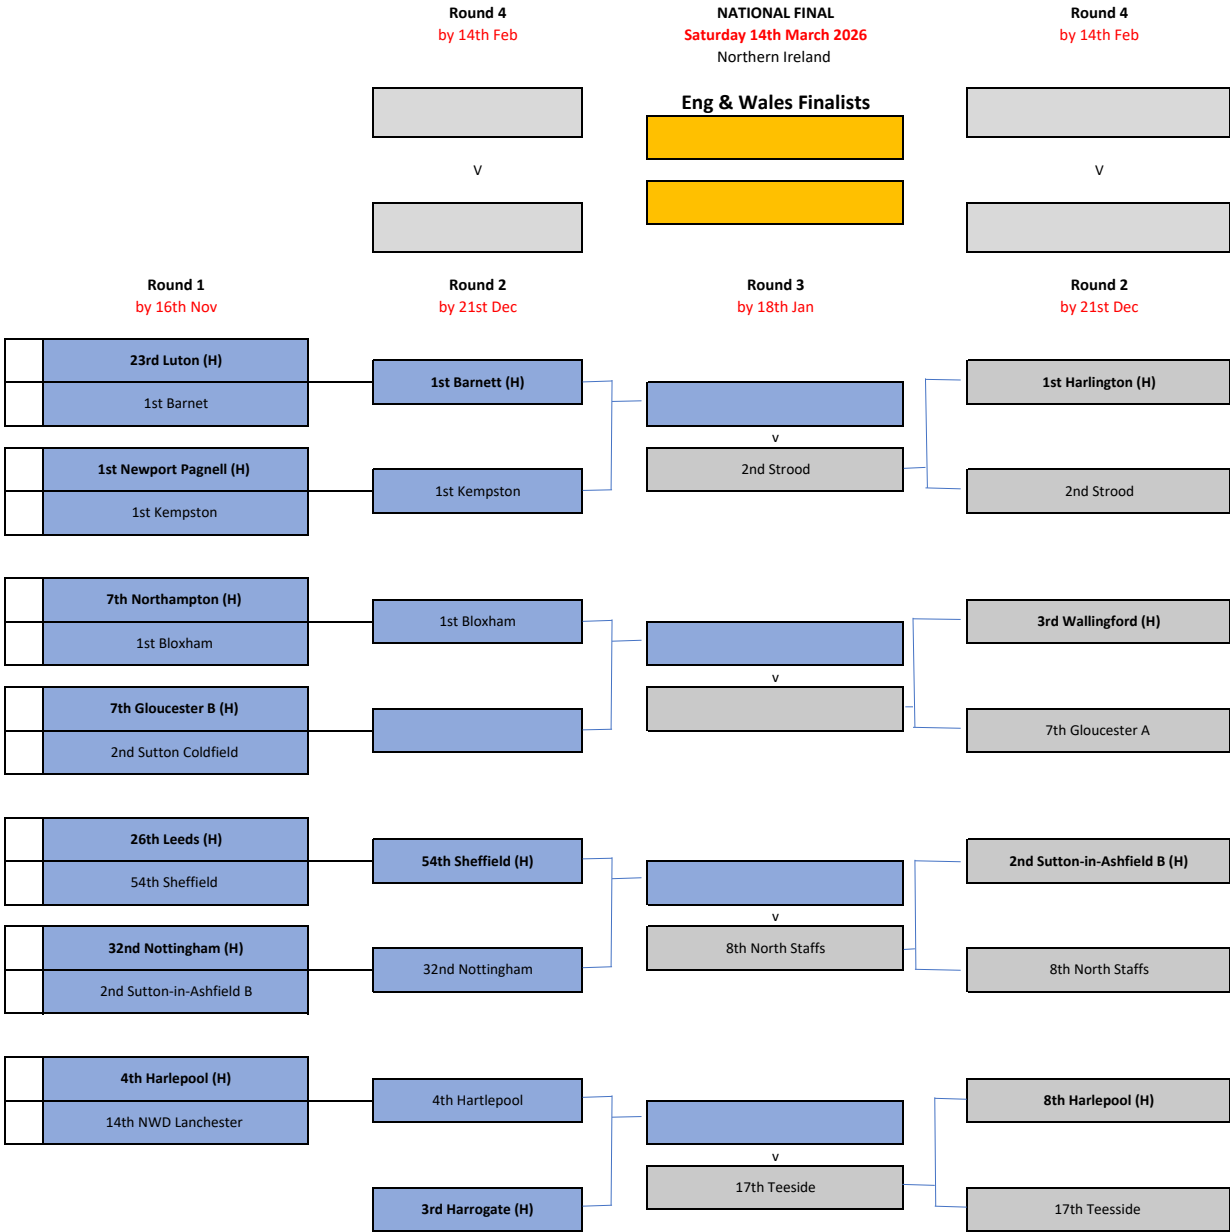 Round 4
by 14th Feb
NATIONAL FINAL
Saturday 14th March 2026
Northern Ireland
Round 4
by 14th Feb
Eng & Wales Finalists
V
V
Round 1
by 16th Nov
Round 2
by 21st Dec
Round 3
by 18th Jan
Round 2
by 21st Dec
23rd Luton (H)
1st Barnet
1st Barnett (H)
1st Harlington (H)
v
1st Newport Pagnell (H)
1st Kempston
1st Kempston
2nd Strood
2nd Strood
7th Northampton (H)
1st Bloxham
1st Bloxham
3rd Wallingford (H)
v
7th Gloucester B (H)
2nd Sutton Coldfield
7th Gloucester A
26th Leeds (H)
54th Sheffield
54th Sheffield (H)
2nd Sutton-in-Ashfield B (H)
v
32nd Nottingham (H)
2nd Sutton-in-Ashfield B
32nd Nottingham
8th North Staffs
8th North Staffs
4th Harlepool (H)
14th NWD Lanchester
4th Hartlepool
8th Harlepool (H)
v
3rd Harrogate (H)
17th Teeside
17th Teesside